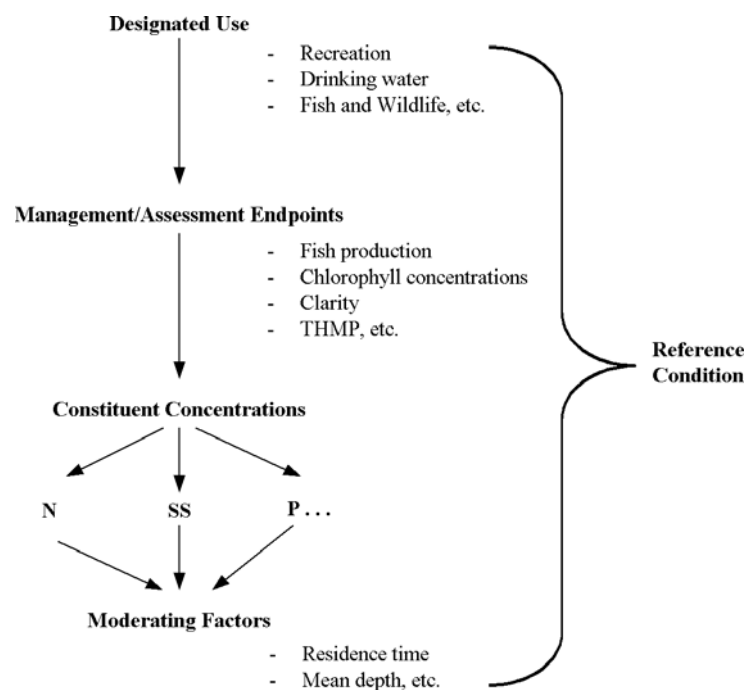 Designated Use
- Recreation
- Drinking water
- Fish and Wildlife, etc.
Management/Assessment Endpoints
- Fish production
- Chlorophyll concentrations
- Clarity
- THMP, etc.
Reference
Condition
Constituent Concentrations
N SS P . . .
Moderating Factors
- Residence time
- Mean depth, etc.